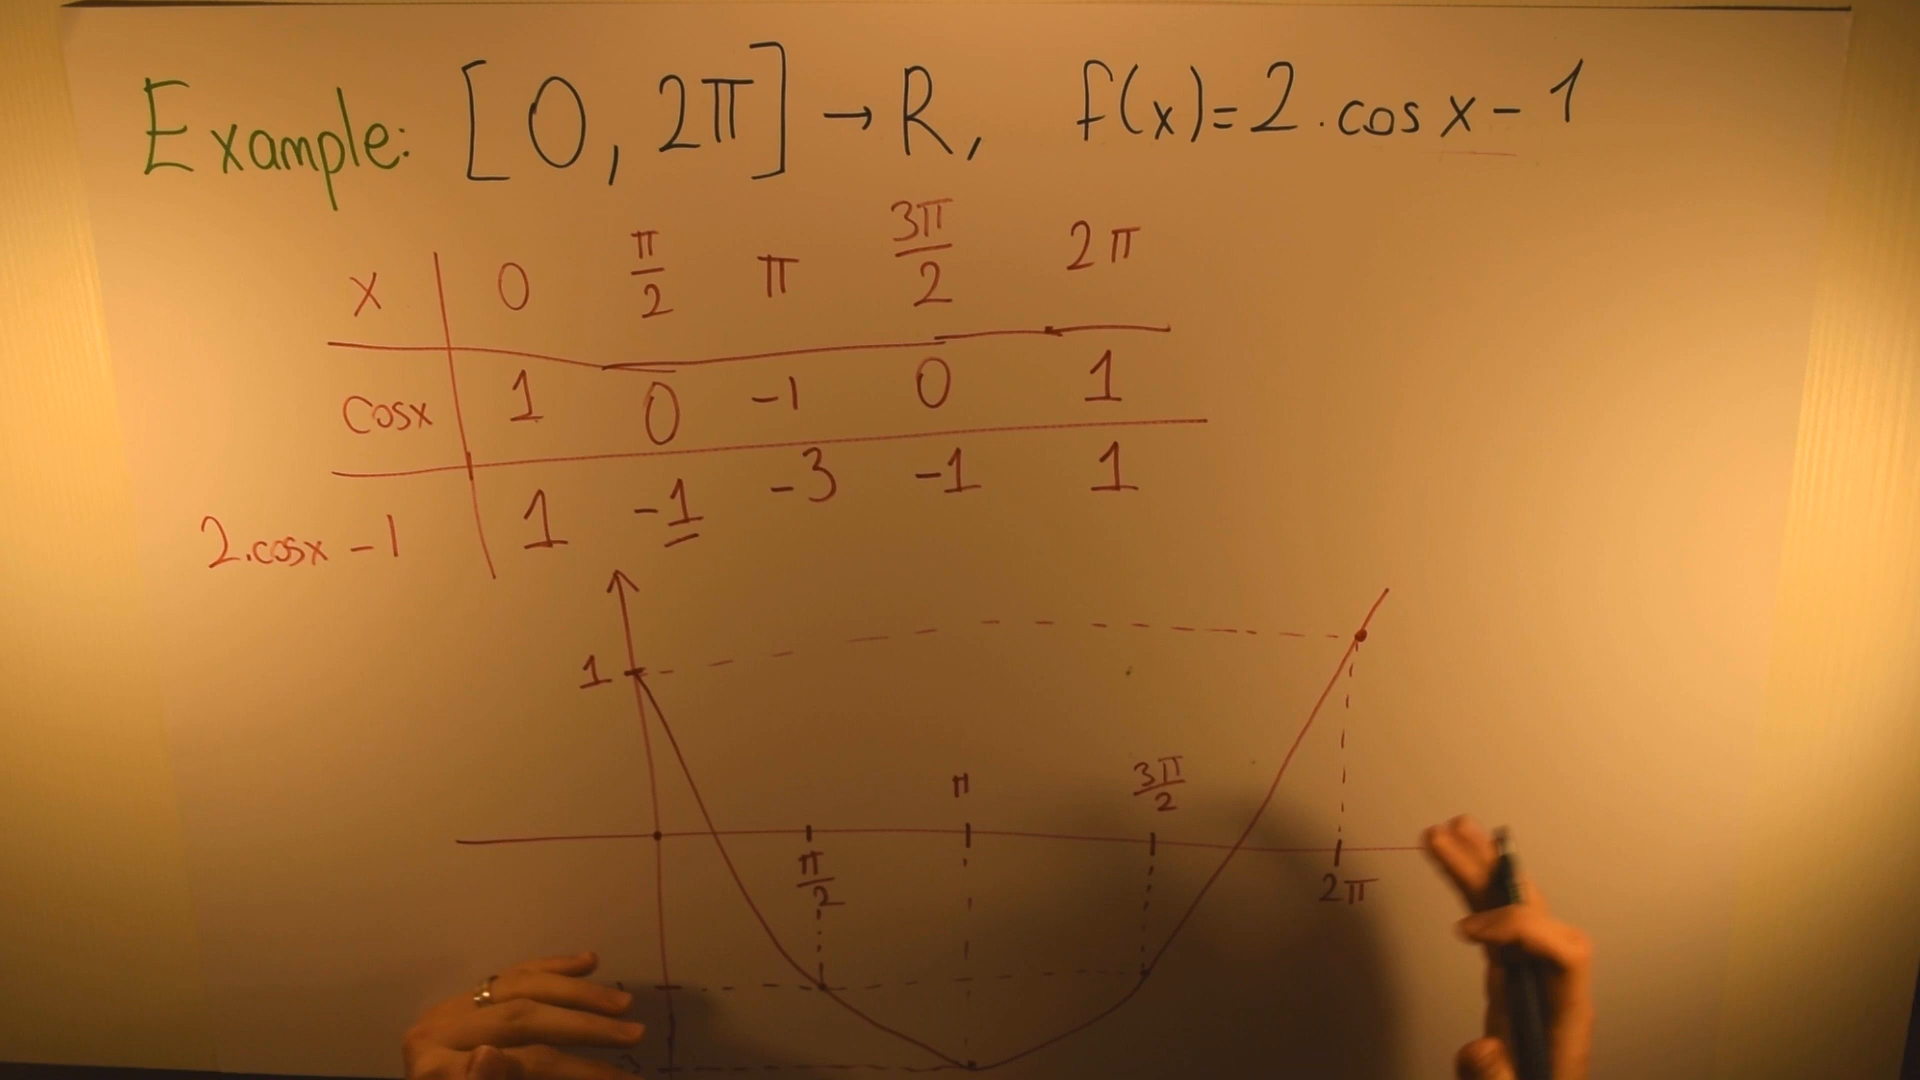 Example: [0, 2π] → R, f(x)=2.cos x - 1
x 0 π/2 π 3π/2 2π
cosx 1 0 -1 0 1
2.cosx - 1 1 -1 -3 -1 1
1
π 3π/2
π/2 2π